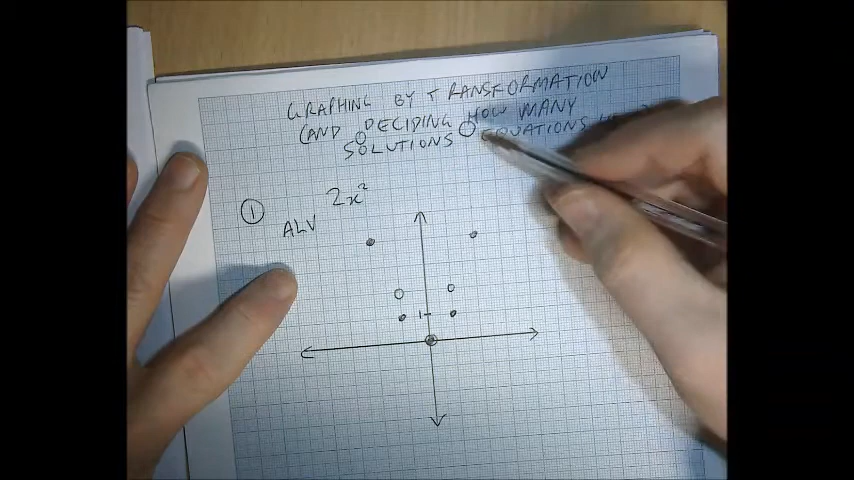 GRAPHING BY TRANSFORMATION
(AND DECIDING HOW MANY
SOLUTIONS EQUATIONS
① 2x²
ALV
1